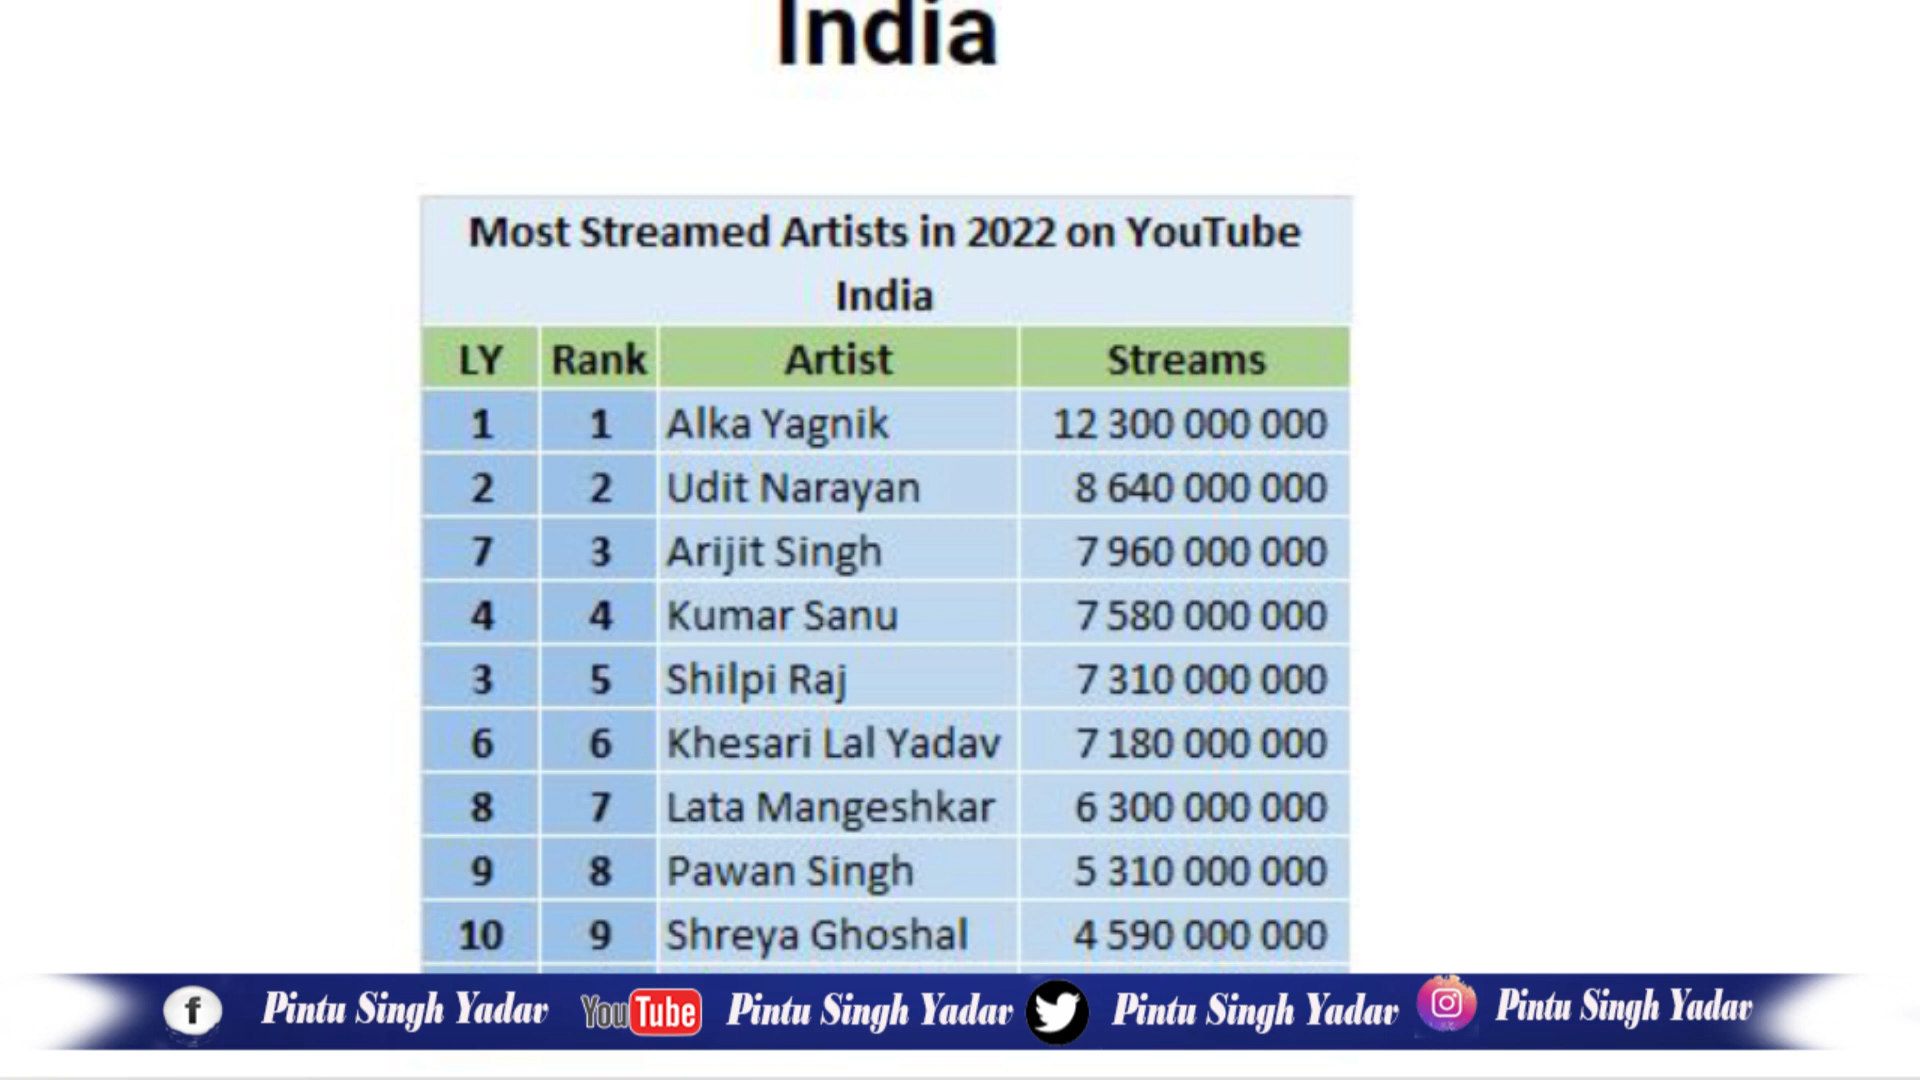 India
Most Streamed Artists in 2022 on YouTube
India
LY Rank Artist Streams
1 1 Alka Yagnik 12 300 000 000
2 2 Udit Narayan 8 640 000 000
7 3 Arijit Singh 7 960 000 000
4 4 Kumar Sanu 7 580 000 000
3 5 Shilpi Raj 7 310 000 000
6 6 Khesari Lal Yadav 7 180 000 000
8 7 Lata Mangeshkar 6 300 000 000
9 8 Pawan Singh 5 310 000 000
10 9 Shreya Ghoshal 4 590 000 000
f Pintu Singh Yadav YouTube Pintu Singh Yadav Pintu Singh Yadav Pintu Singh Yadav